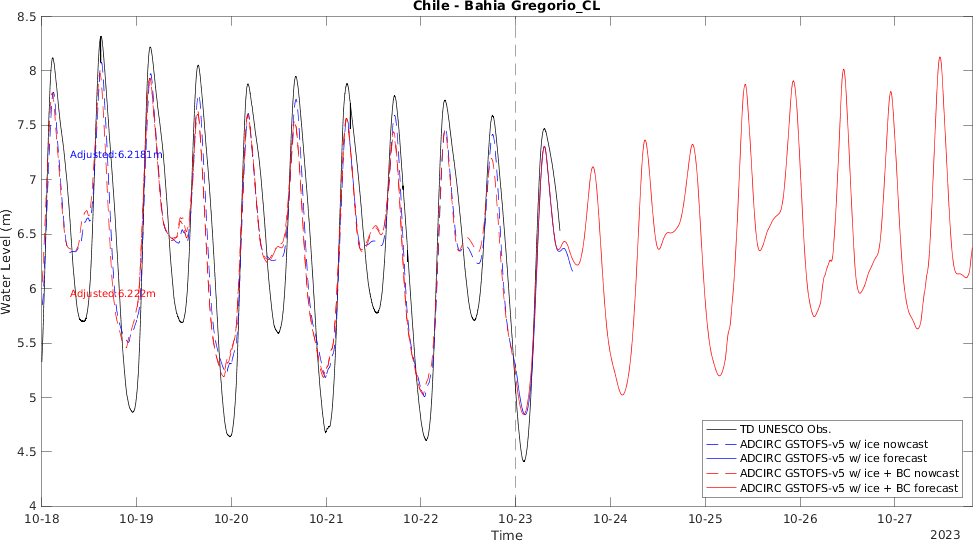 Chile - Bahia Gregorio_CL
8.5
8
7.5
7
6.5
6
5.5
5
4.5
4
Water Level (m)
Adjusted:6.2181m
Adjusted:6.222m
TD UNESCO Obs.
ADCIRC GSTOFS-v5 w/ ice nowcast
ADCIRC GSTOFS-v5 w/ ice forecast
ADCIRC GSTOFS-v5 w/ ice + BC nowcast
ADCIRC GSTOFS-v5 w/ ice + BC forecast
10-18 10-19 10-20 10-21 10-22 10-23 10-24 10-25 10-26 10-27
Time
2023